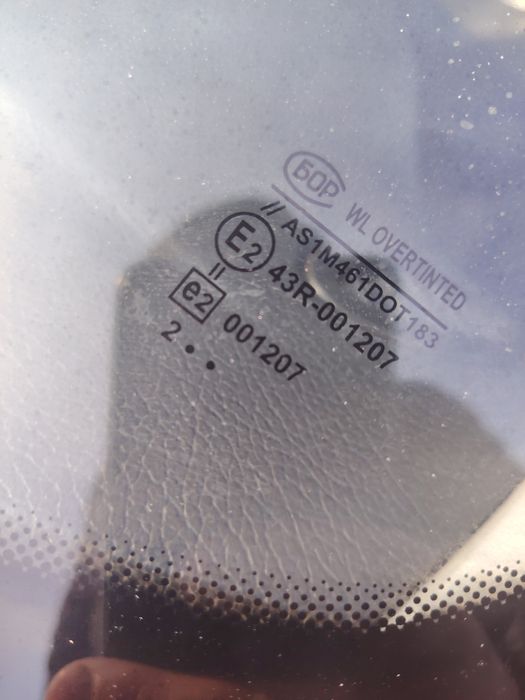 БОР WL OVERTINTED
// AS1M461DOT183
E2 43R-001207
//
e2 001207
2 ● ●